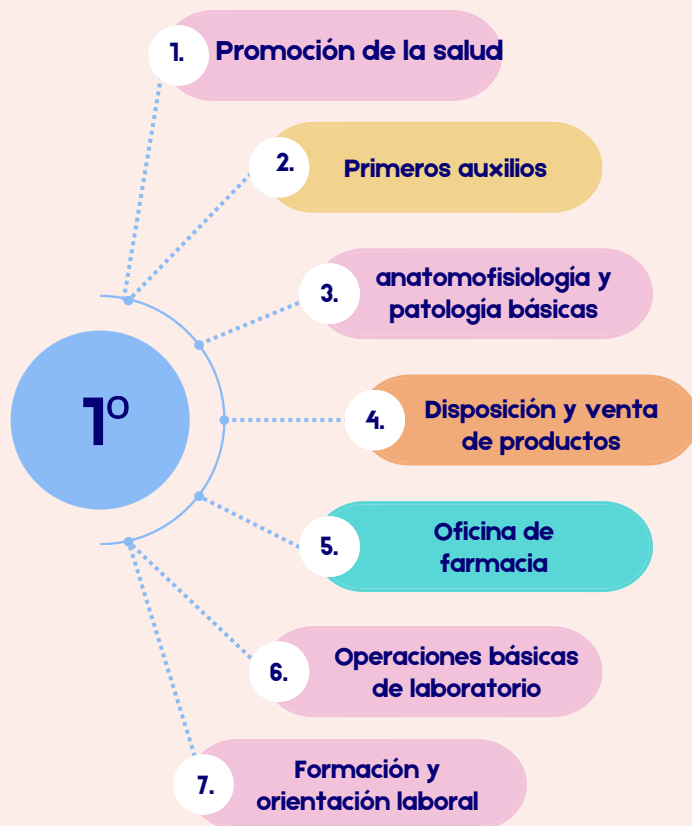 1. Promoción de la salud
2. Primeros auxilios
3. anatomofisiología y
patología básicas
1º
4. Disposición y venta
de productos
5. Oficina de
farmacia
6. Operaciones básicas
de laboratorio
7. Formación y
orientación laboral